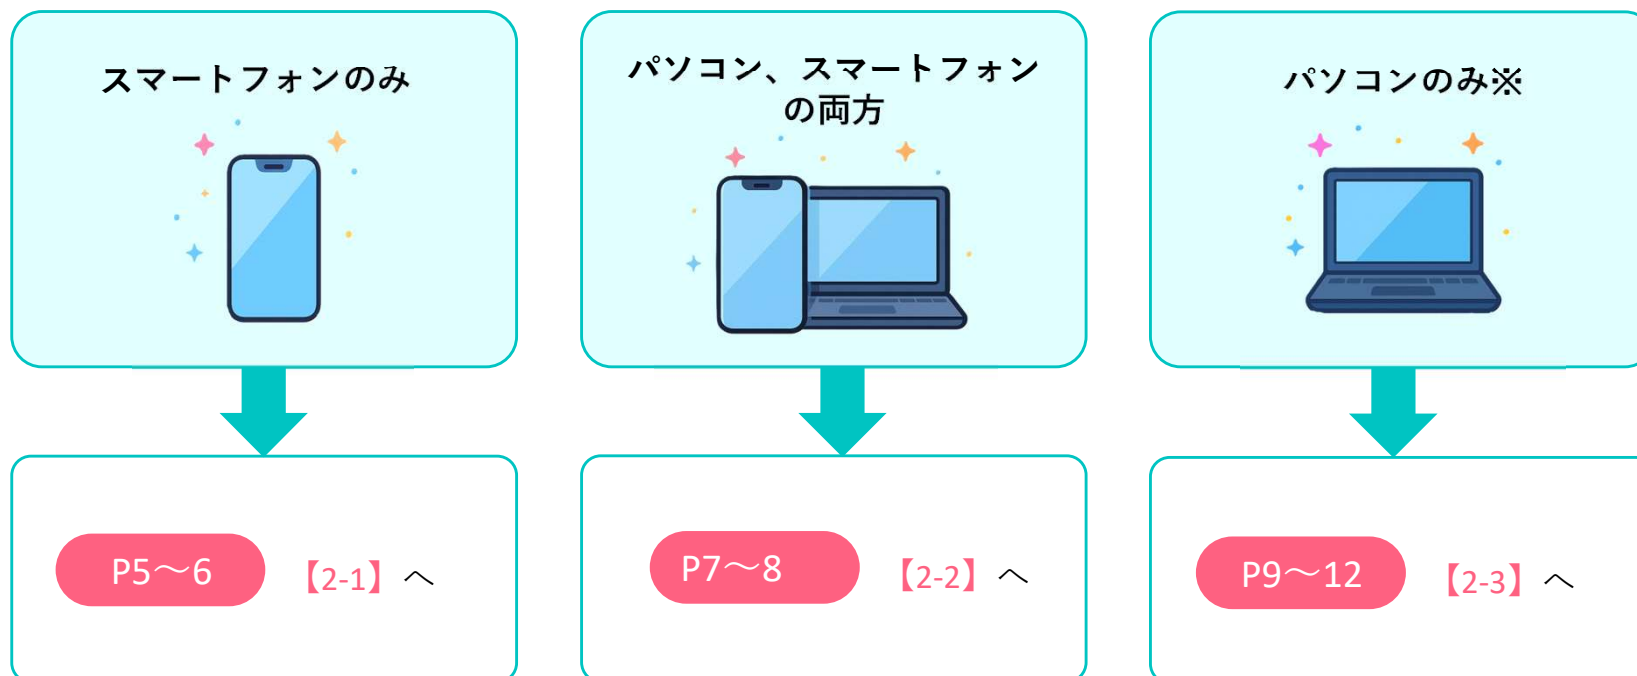 スマートフォンのみ
パソコン、スマートフォン
の両方
パソコンのみ※
P5～6 【2-1】 へ
P7～8 【2-2】 へ
P9～12 【2-3】 へ